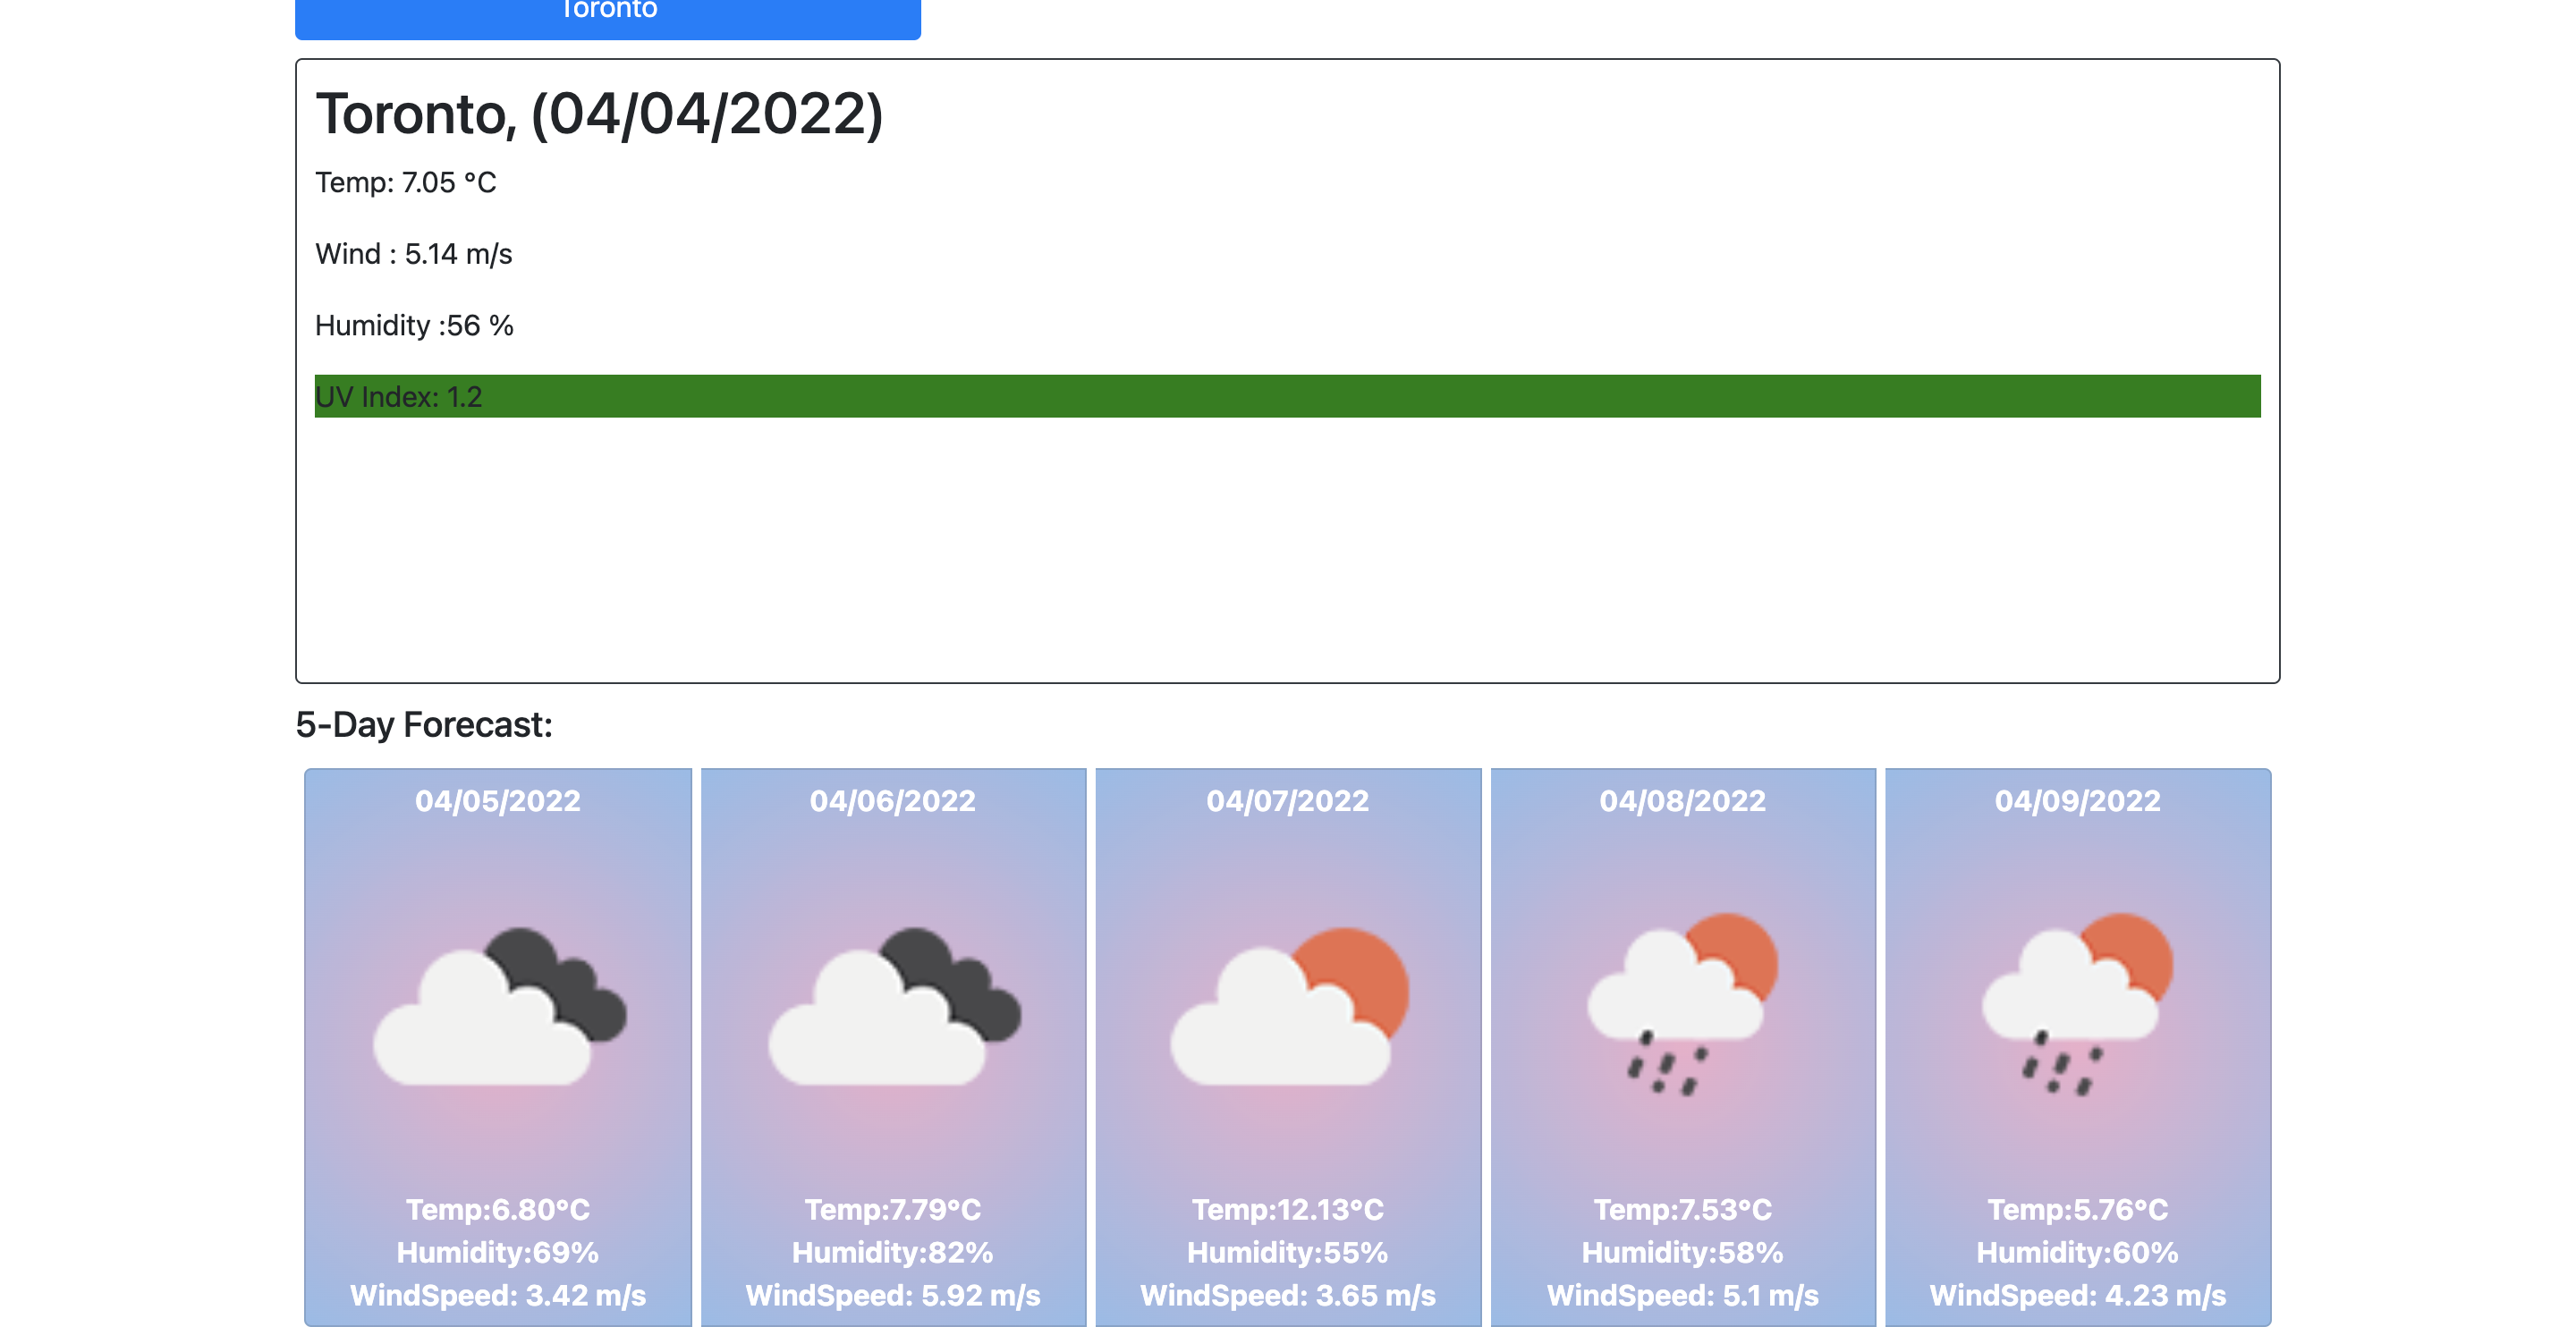 Toronto
Toronto, (04/04/2022)
Temp: 7.05 °C
Wind : 5.14 m/s
Humidity :56 %
UV Index: 1.2
5-Day Forecast:
04/05/2022
Temp:6.80°C
Humidity:69%
WindSpeed: 3.42 m/s
04/06/2022
Temp:7.79°C
Humidity:82%
WindSpeed: 5.92 m/s
04/07/2022
Temp:12.13°C
Humidity:55%
WindSpeed: 3.65 m/s
04/08/2022
Temp:7.53°C
Humidity:58%
WindSpeed: 5.1 m/s
04/09/2022
Temp:5.76°C
Humidity:60%
WindSpeed: 4.23 m/s